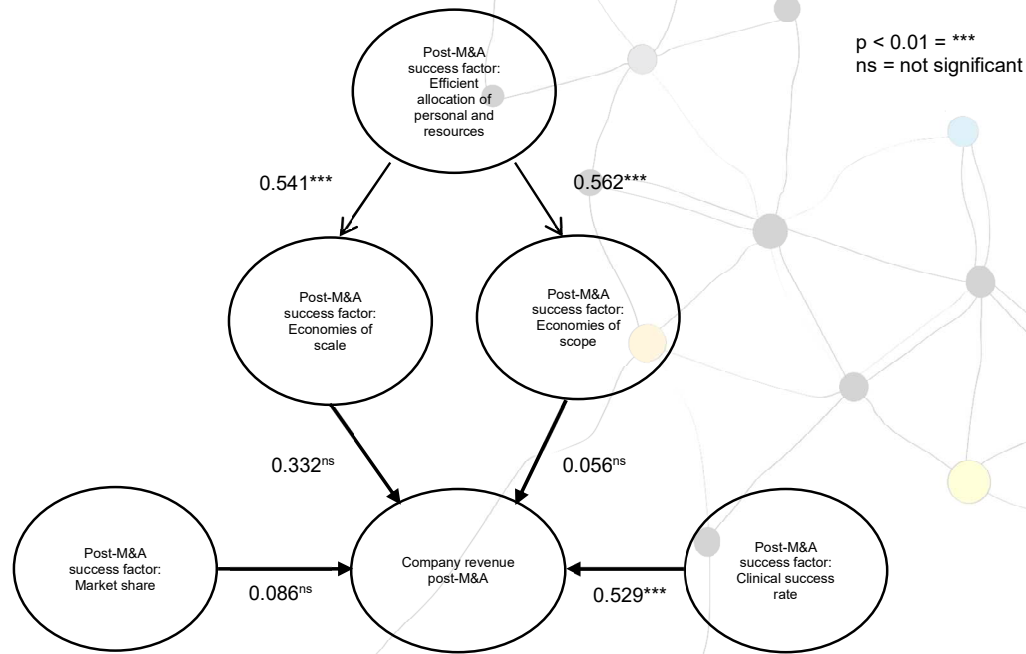 Post-M&A
success factor:
Efficient
allocation of
personal and
resources
p < 0.01 = ***
ns = not significant
0.541***
0.562***
Post-M&A
success factor:
Economies of
scale
Post-M&A
success factor:
Economies of
scope
0.332ns
0.056ns
Post-M&A
success factor:
Market share
0.086ns
Company revenue
post-M&A
0.529***
Post-M&A
success factor:
Clinical success
rate